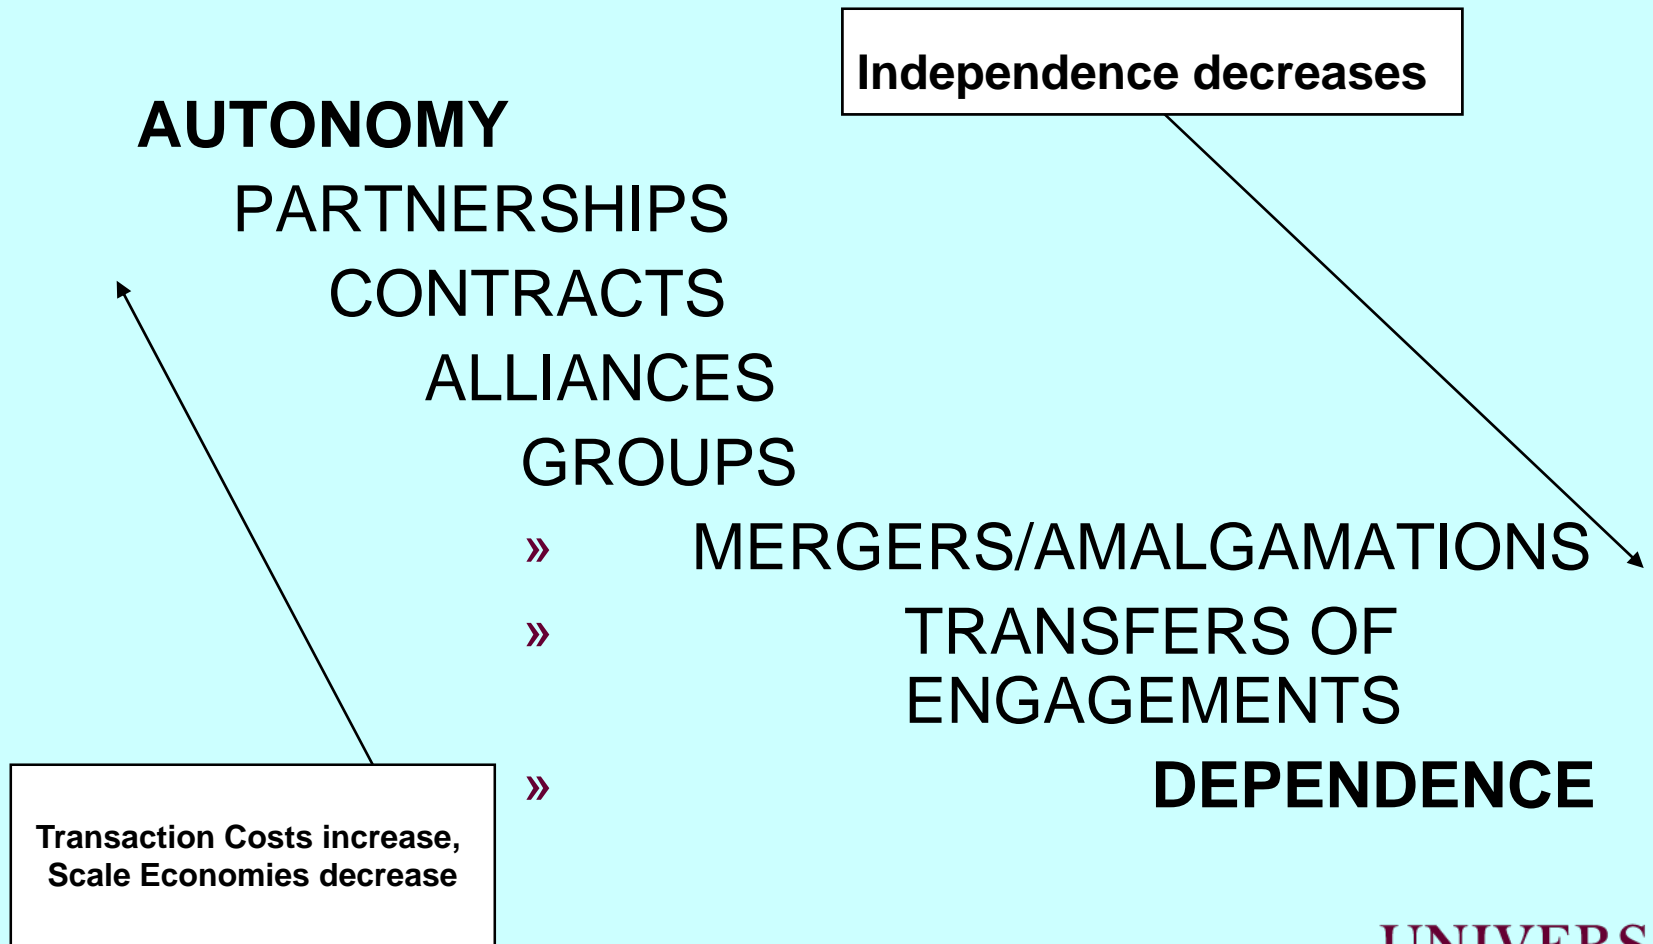 Independence decreases
AUTONOMY
PARTNERSHIPS
CONTRACTS
ALLIANCES
GROUPS
» MERGERS/AMALGAMATIONS
» TRANSFERS OF
ENGAGEMENTS
» DEPENDENCE
Transaction Costs increase,
Scale Economies decrease